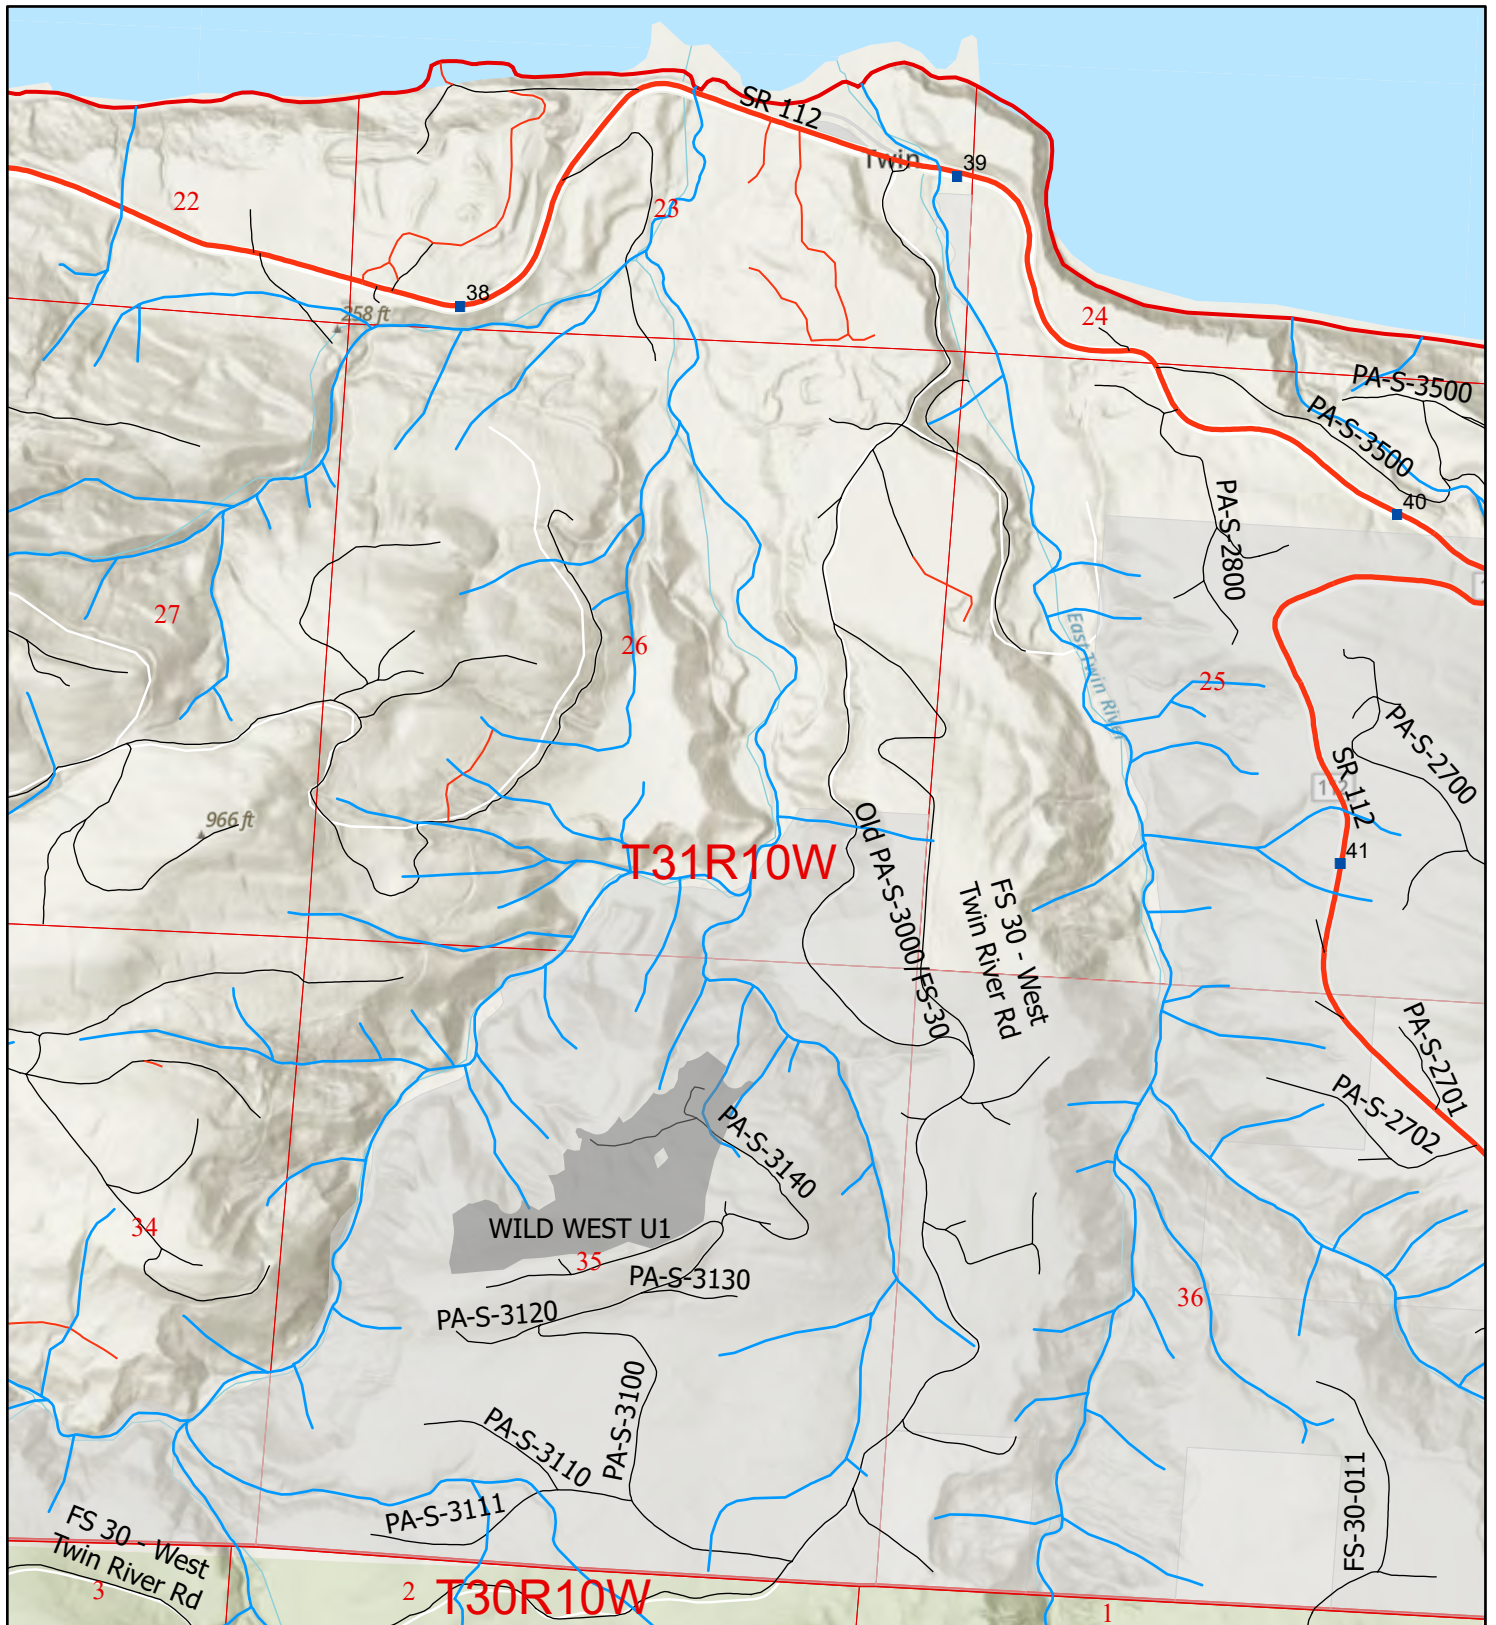 SR 112
Twin
39
22
23
38
258 ft
24
PA-S-3500
PA-S-3500
40
PA-S-2800
27
26
East Twin River
25
PA-S-2700
SR 112
966 ft
T31R10W
41
Old PA-S-3000/FS-30
FS 30 - West
Twin River Rd
PA-S-2701
PA-S-2702
PA-S-3140
34
WILD WEST U1
35
PA-S-3130
36
PA-S-3120
PA-S-3100
PA-S-3110
PA-S-3111
FS-30-011
FS 30 - West
Twin River Rd
3
2
T30R10W
1